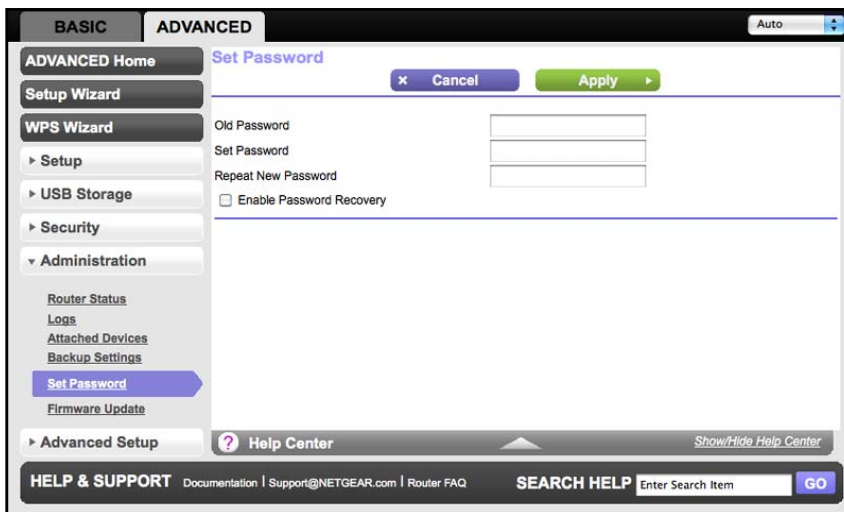 BASIC
ADVANCED
Auto
ADVANCED Home
Setup Wizard
WPS Wizard
Setup
USB Storage
Security
Administration
Router Status
Logs
Attached Devices
Backup Settings
Set Password
Firmware Update
Advanced Setup
Set Password
× Cancel
Apply
Old Password
Set Password
Repeat New Password
Enable Password Recovery
? Help Center
Show/Hide Help Center
HELP & SUPPORT Documentation | Support@NETGEAR.com | Router FAQ
SEARCH HELP Enter Search Item GO